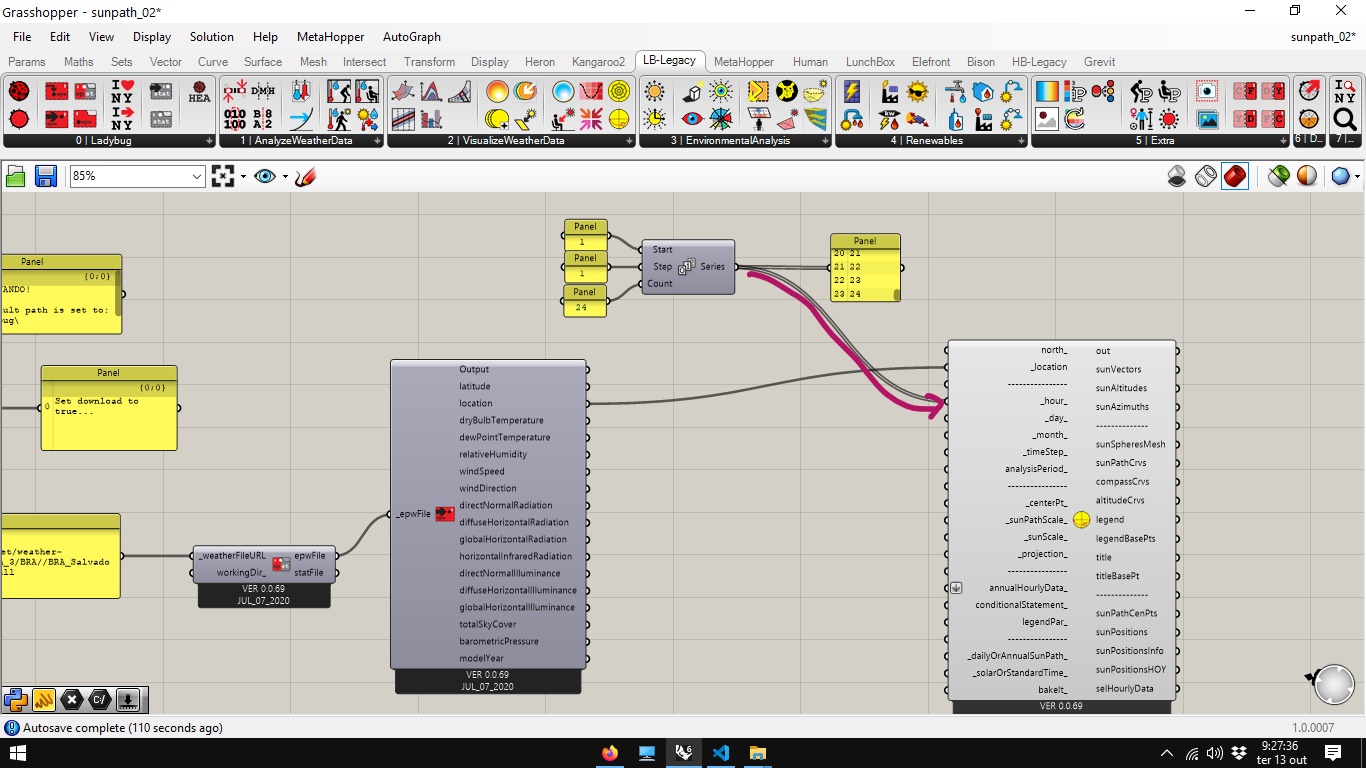 Grasshopper - sunpath_02*
File Edit View Display Solution Help MetaHopper AutoGraph sunpath_02*
Params Maths Sets Vector Curve Surface Mesh Intersect Transform Display Heron Kangaroo2 LB-Legacy MetaHopper Human LunchBox Elefront Bison HB-Legacy Grevit
I NY
HEA
DMH
010 100
B 8 2
I NY
0 | Ladybug 1 | AnalyzeWeatherData 2 | VisualizeWeatherData 3 | EnvironmentalAnalysis 4 | Renewables 5 | Extra 6 | D... 7 |...
85%
Panel
{0;0}
ANDO!
ult path is set to:
ug\
Panel
{0;0}
0 Set download to
true...
et/weather-
A_3/BRA//BRA_Salvado
all
_weatherFileURL epwFile
workingDir_ statFile
VER 0.0.69
JUL_07_2020
_epwFile
Output
latitude
location
dryBulbTemperature
dewPointTemperature
relativeHumidity
windSpeed
windDirection
directNormalRadiation
diffuseHorizontalRadiation
globalHorizontalRadiation
horizontalInfraredRadiation
directNormalIlluminance
diffuseHorizontalIlluminance
globalHorizontalIlluminance
totalSkyCover
barometricPressure
modelYear
VER 0.0.69
JUL_07_2020
Panel
1
Panel
1
Panel
24
Start
Step Series
Count
Panel
20 21
21 22
22 23
23 24
north_
_location
----------------
_hour_
_day_
_month_
_timeStep_
analysisPeriod_
----------------
_centerPt_
_sunPathScale_
_sunScale_
_projection_
----------------
annualHourlyData_
conditionalStatement_
legendPar_
----------------
_dailyOrAnnualSunPath_
_solarOrStandardTime_
bakeIt_
out
sunVectors
sunAltitudes
sunAzimuths
--------------
sunSpheresMesh
sunPathCrvs
compassCrvs
altitudeCrvs
legend
legendBasePts
title
titleBasePt
--------------
sunPathCenPts
sunPositions
sunPositionsInfo
sunPositionsHOY
selHourlyData
VER 0.0.69
C:/
Autosave complete (110 seconds ago) 1.0.0007
9:27:36
ter 13 out